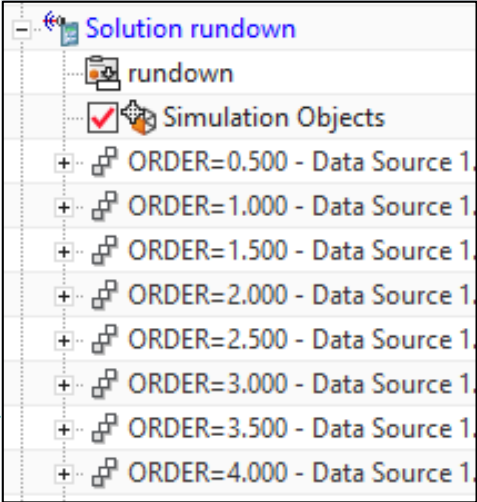 Solution rundown
rundown
Simulation Objects
ORDER=0.500 - Data Source 1.
ORDER=1.000 - Data Source 1.
ORDER=1.500 - Data Source 1.
ORDER=2.000 - Data Source 1.
ORDER=2.500 - Data Source 1.
ORDER=3.000 - Data Source 1.
ORDER=3.500 - Data Source 1.
ORDER=4.000 - Data Source 1.